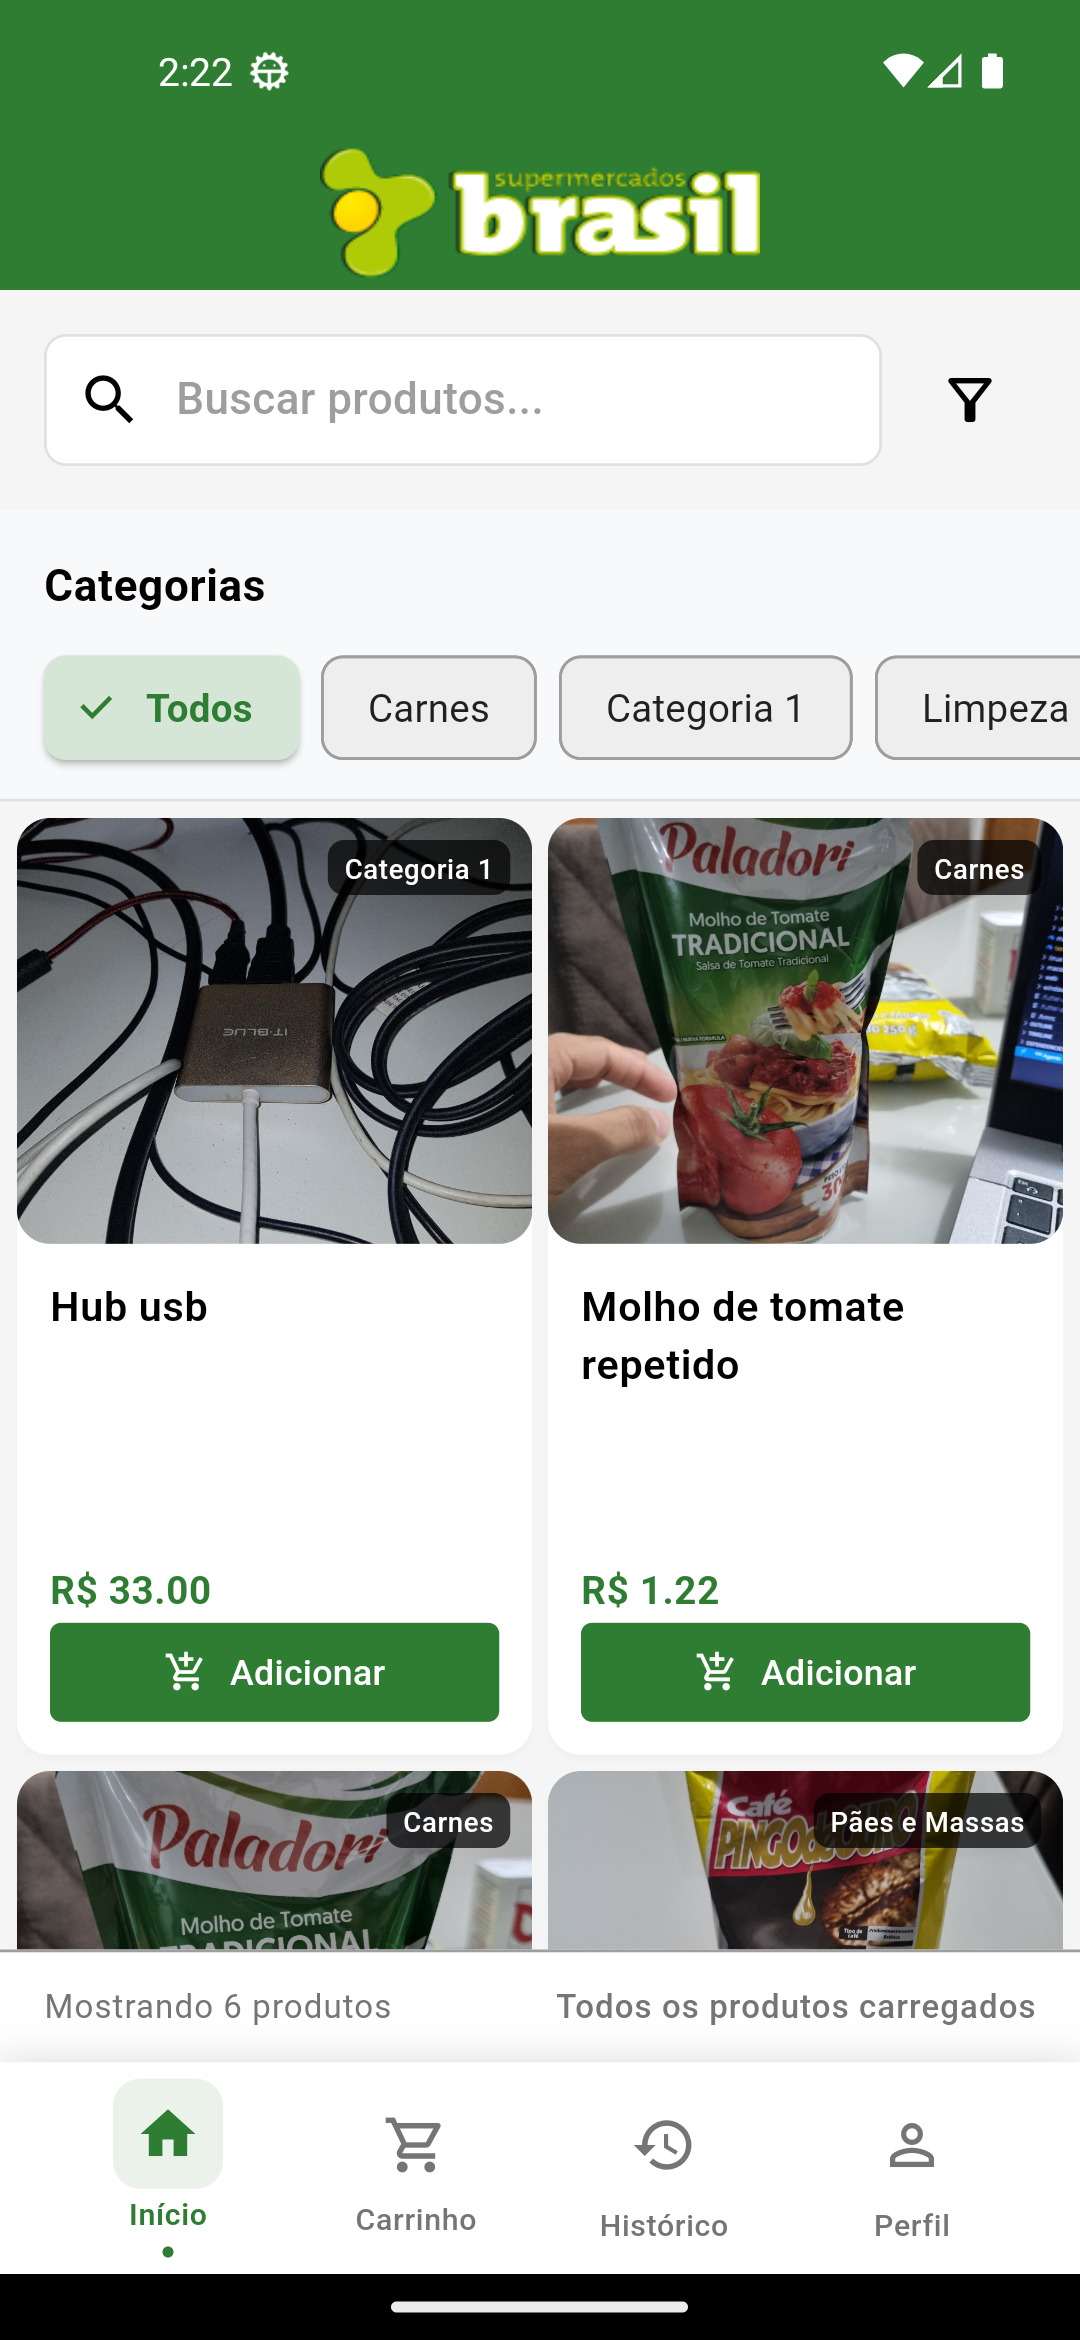 2:22
supermercados
brasil
Buscar produtos...
Categorias
Todos
Carnes
Categoria 1
Limpeza
Categoria 1
IT·BLUE
Carnes
Paladori
Molho de Tomate
TRADICIONAL
Salsa de Tomate Tradicional
Hub usb
Molho de tomate
repetido
R$ 33.00
R$ 1.22
Adicionar
Adicionar
Carnes
Paladori
Molho de Tomate
TRADICIONAL
Pães e Massas
Café
PINGO de OURO
Mostrando 6 produtos
Todos os produtos carregados
Início
Carrinho
Histórico
Perfil